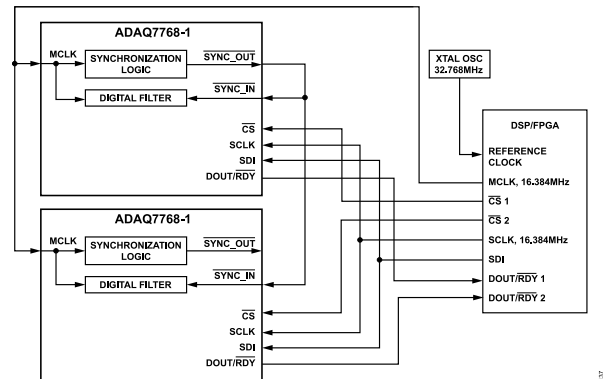 ADAQ7768-1
MCLK
SYNCHRONIZATION
LOGIC
SYNC_OUT
DIGITAL FILTER
SYNC_IN
CS
SCLK
SDI
DOUT/RDY
ADAQ7768-1
MCLK
SYNCHRONIZATION
LOGIC
SYNC_OUT
DIGITAL FILTER
SYNC_IN
CS
SCLK
SDI
DOUT/RDY
XTAL OSC
32.768MHz
DSP/FPGA
REFERENCE
CLOCK
MCLK, 16.384MHz
CS 1
CS 2
SCLK, 16.384MHz
SDI
DOUT/RDY 1
DOUT/RDY 2